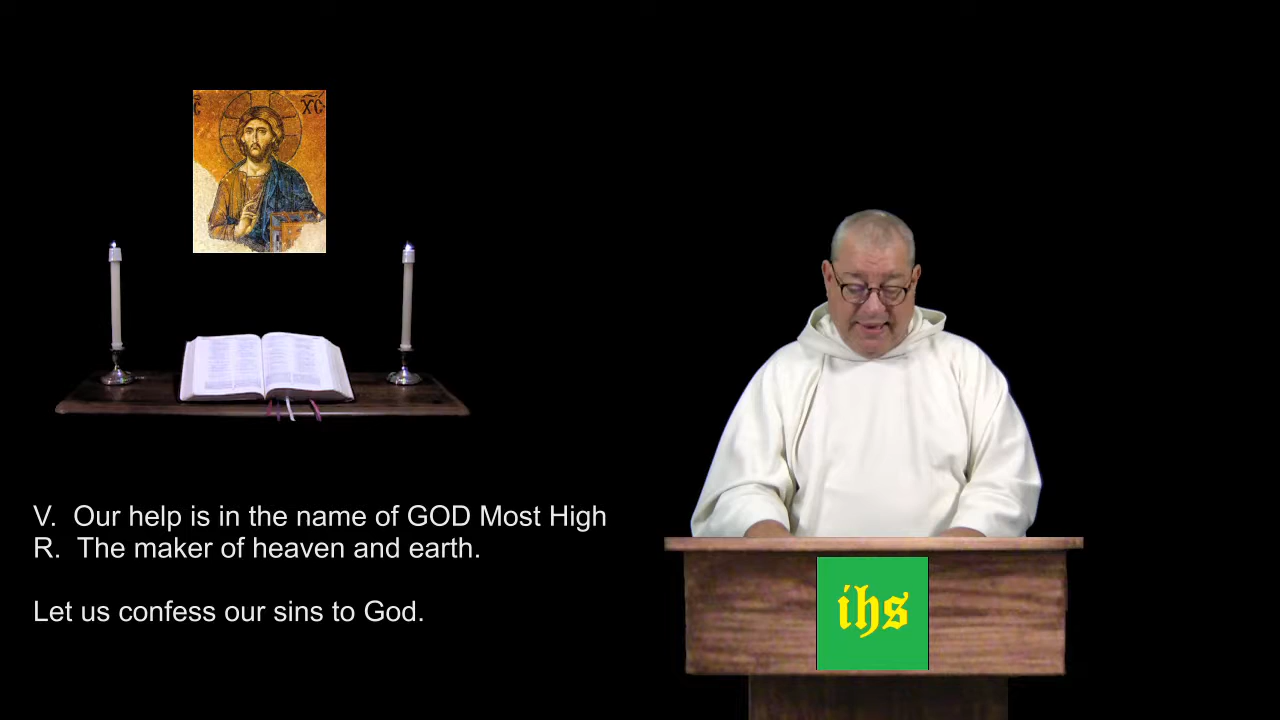 ΧC
V. Our help is in the name of GOD Most High
R. The maker of heaven and earth.
Let us confess our sins to God.
ihs